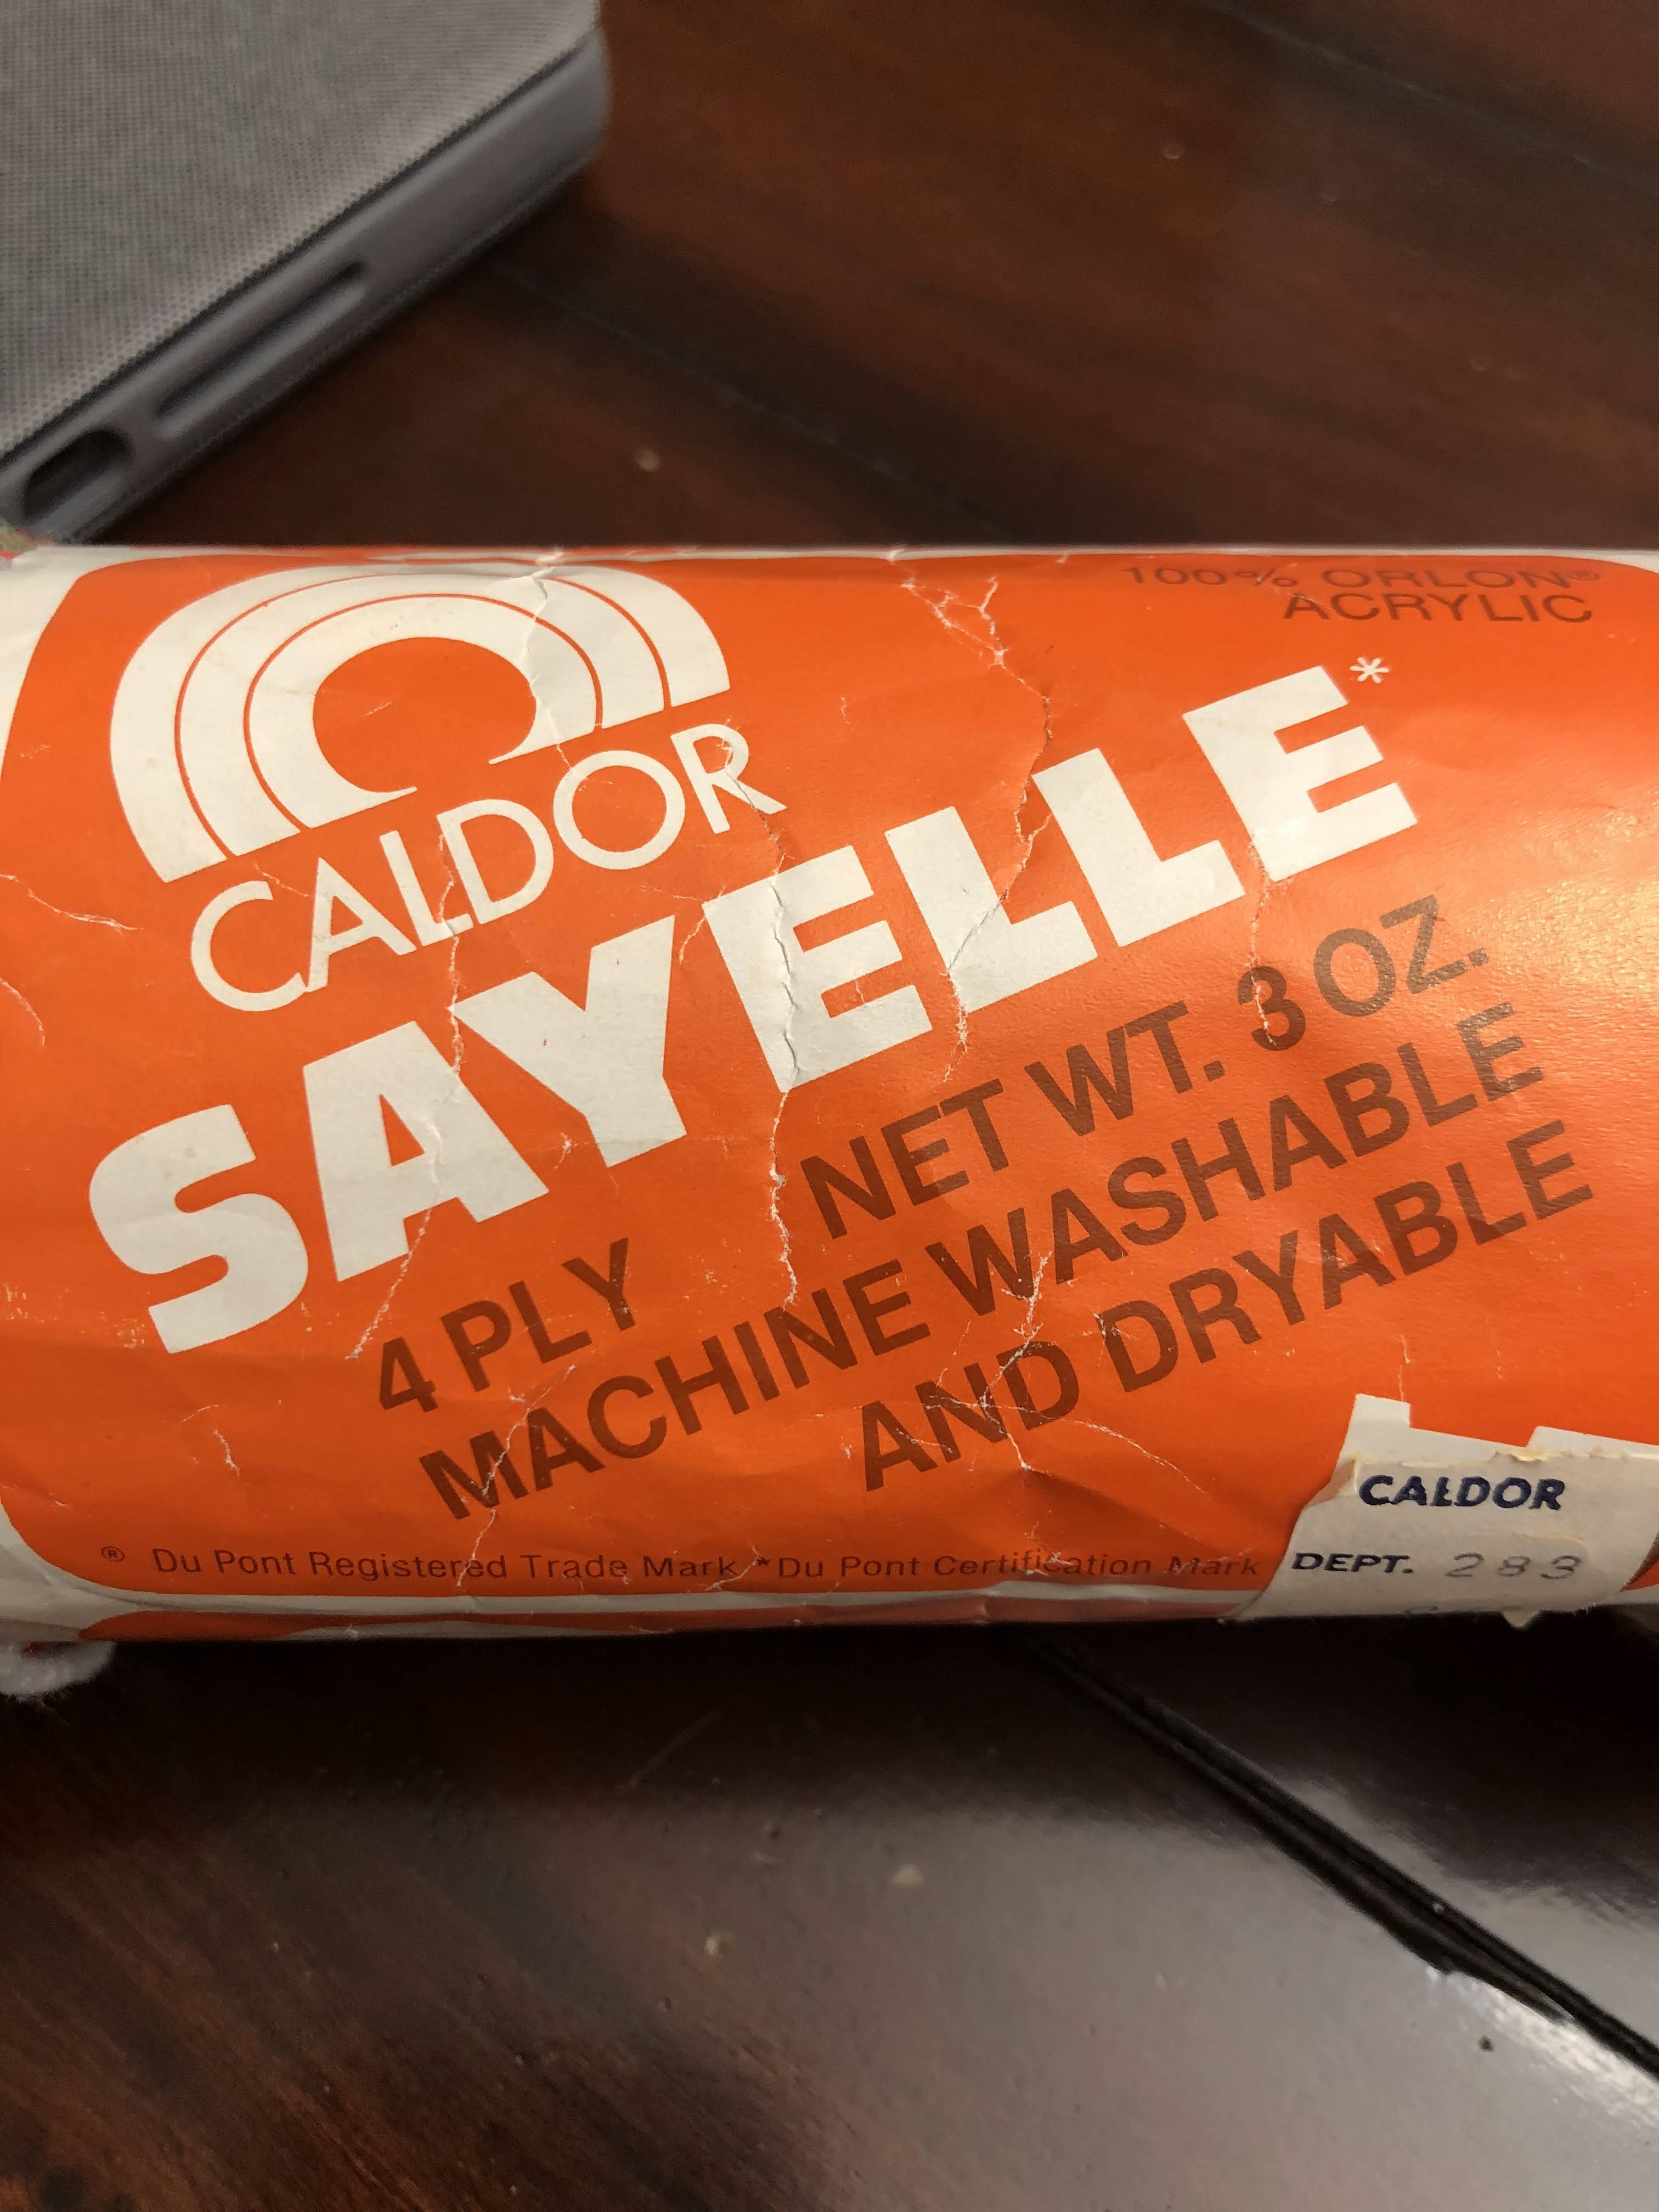 100% ORLON®
ACRYLIC
CALDOR
SAYELLE*
4 PLY NET WT. 3 OZ.
MACHINE WASHABLE
AND DRYABLE
® Du Pont Registered Trade Mark *Du Pont Certification Mark
CALDOR
DEPT. 283